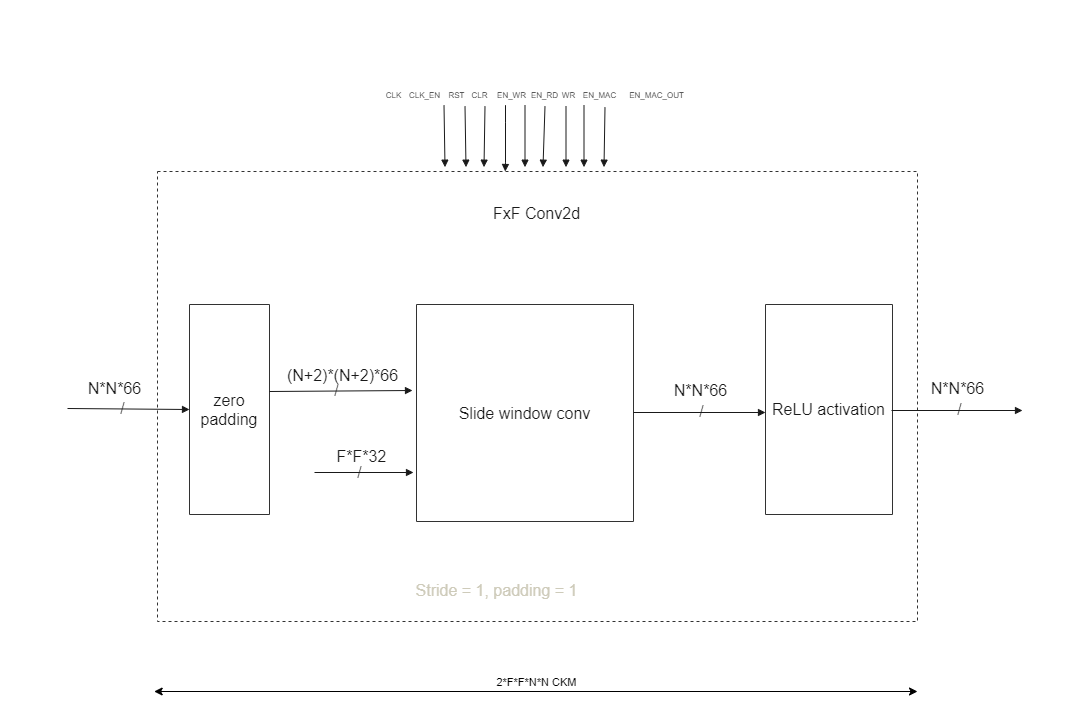 CLK CLK_EN RST CLR EN_WR EN_RD WR EN_MAC EN_MAC_OUT
FxF Conv2d
N*N*66
zero
padding
(N+2)*(N+2)*66
F*F*32
Slide window conv
N*N*66
ReLU activation
N*N*66
Stride = 1, padding = 1
2*F*F*N*N CKM